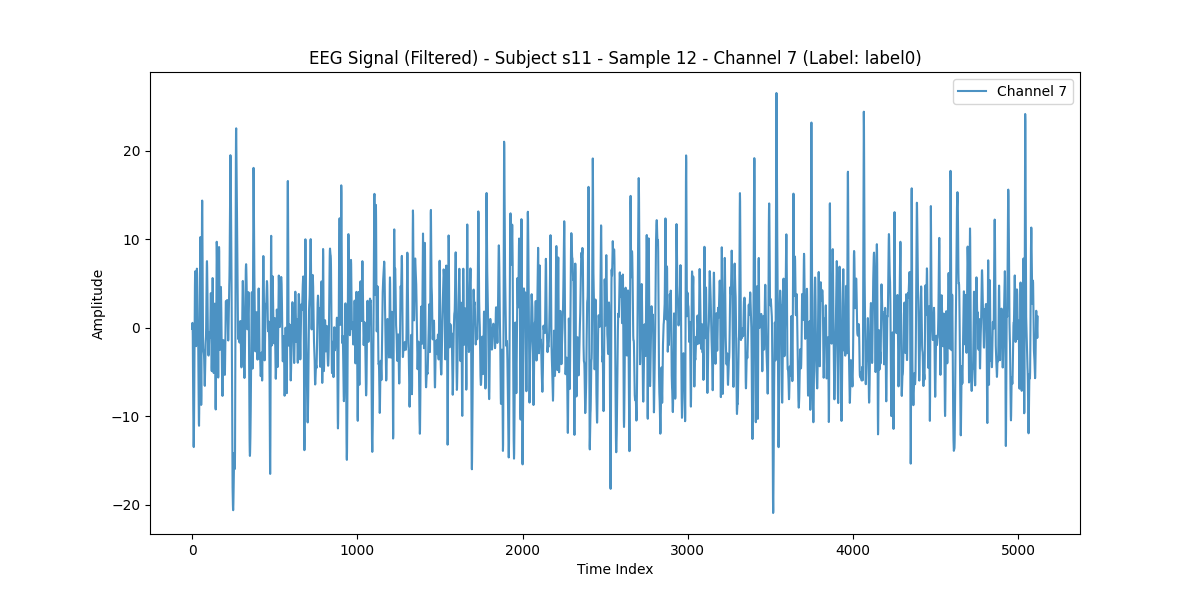 EEG Signal (Filtered) - Subject s11 - Sample 12 - Channel 7 (Label: label0)
Channel 7
20
10
0
−10
−20
Amplitude
0 1000 2000 3000 4000 5000
Time Index